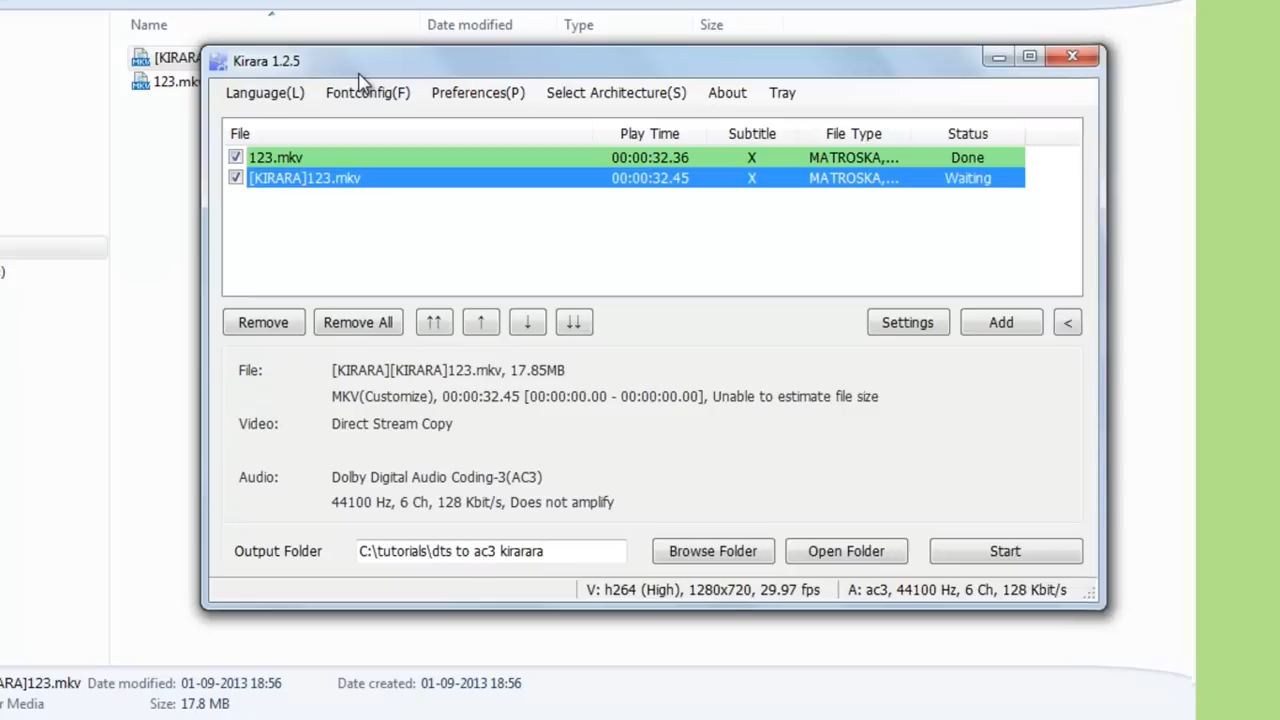 Name Date modified Type Size
[KIRARA
123.mk
Kirara 1.2.5
Language(L) Fontconfig(F) Preferences(P) Select Architecture(S) About Tray
File Play Time Subtitle File Type Status
123.mkv 00:00:32.36 X MATROSKA,... Done
[KIRARA]123.mkv 00:00:32.45 X MATROSKA,... Waiting
Remove Remove All ↑↑ ↑ ↓ ↓↓ Settings Add <
File: [KIRARA][KIRARA]123.mkv, 17.85MB
MKV(Customize), 00:00:32.45 [00:00:00.00 - 00:00:00.00], Unable to estimate file size
Video: Direct Stream Copy
Audio: Dolby Digital Audio Coding-3(AC3)
44100 Hz, 6 Ch, 128 Kbit/s, Does not amplify
Output Folder C:\tutorials\dts to ac3 kirarara Browse Folder Open Folder Start
V: h264 (High), 1280x720, 29.97 fps A: ac3, 44100 Hz, 6 Ch, 128 Kbit/s
)
ARA]123.mkv Date modified: 01-09-2013 18:56 Date created: 01-09-2013 18:56
r Media Size: 17.8 MB